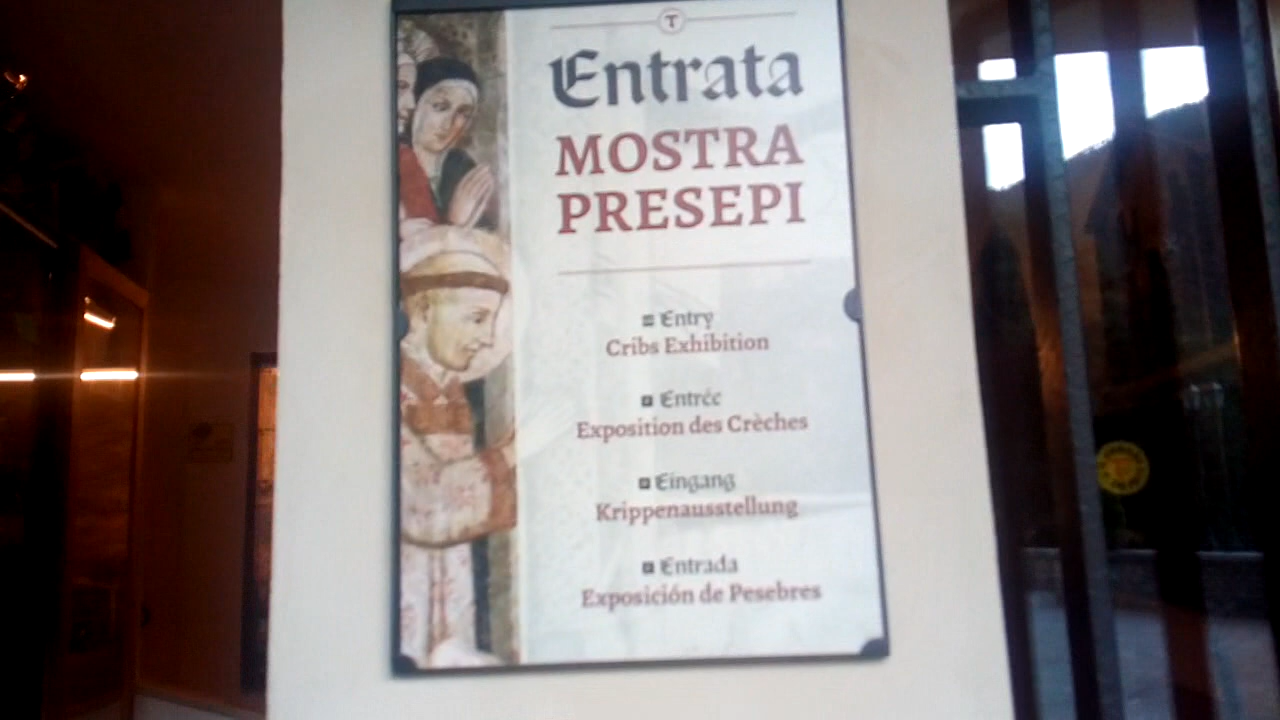 T
Entrata
MOSTRA
PRESEPI
Entry
Cribs Exhibition
Entrée
Exposition des Crèches
Eingang
Krippenausstellung
Entrada
Exposición de Pesebres